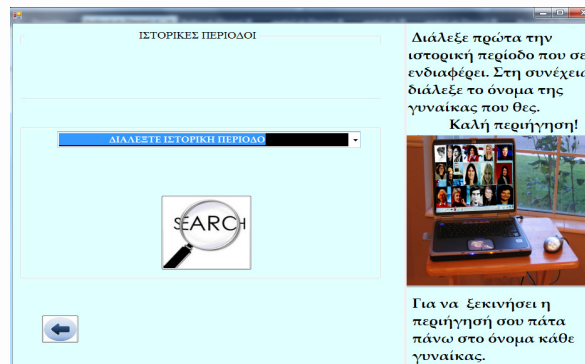 ΙΣΤΟΡΙΚΕΣ ΠΕΡΙΟΔΟΙ
ΔΙΑΛΕΞΤΕ ΙΣΤΟΡΙΚΗ ΠΕΡΙΟΔΟ
SEARCH
Διάλεξε πρώτα την
ιστορική περίοδο που σε
ενδιαφέρει. Στη συνέχεια
διάλεξε το όνομα της
γυναίκας που θες.
Καλή περιήγηση!
Για να ξεκινήσει η
περιήγησή σου πάτα
πάνω στο όνομα κάθε
γυναίκας.